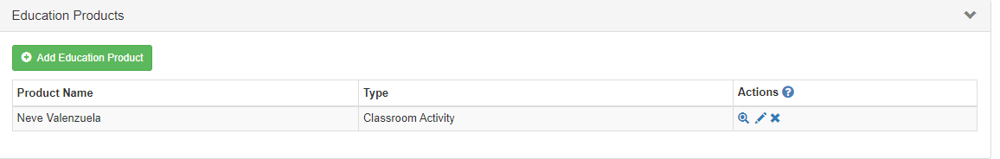 Education Products
Add Education Product
Product Name Type Actions
Neve Valenzuela Classroom Activity